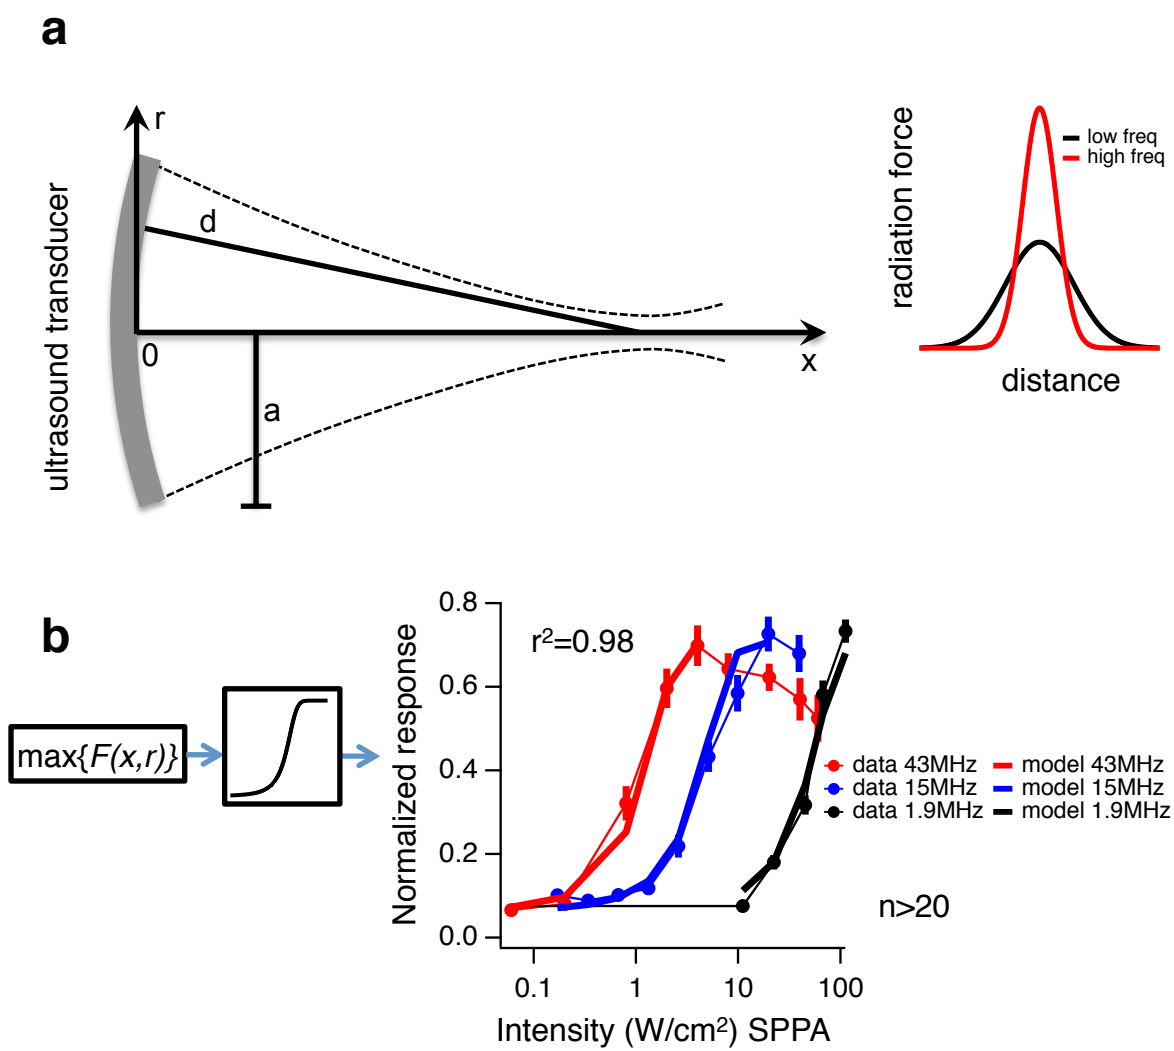 a
r
d
ultrasound transducer
0
a
x
radiation force
low freq
high freq
distance
b
max{F(x,r)}
Normalized response
0.8
0.6
0.4
0.2
0.0
r²=0.98
data 43MHz
model 43MHz
data 15MHz
model 15MHz
data 1.9MHz
model 1.9MHz
n>20
0.1
1
10
100
Intensity (W/cm²) SPPA